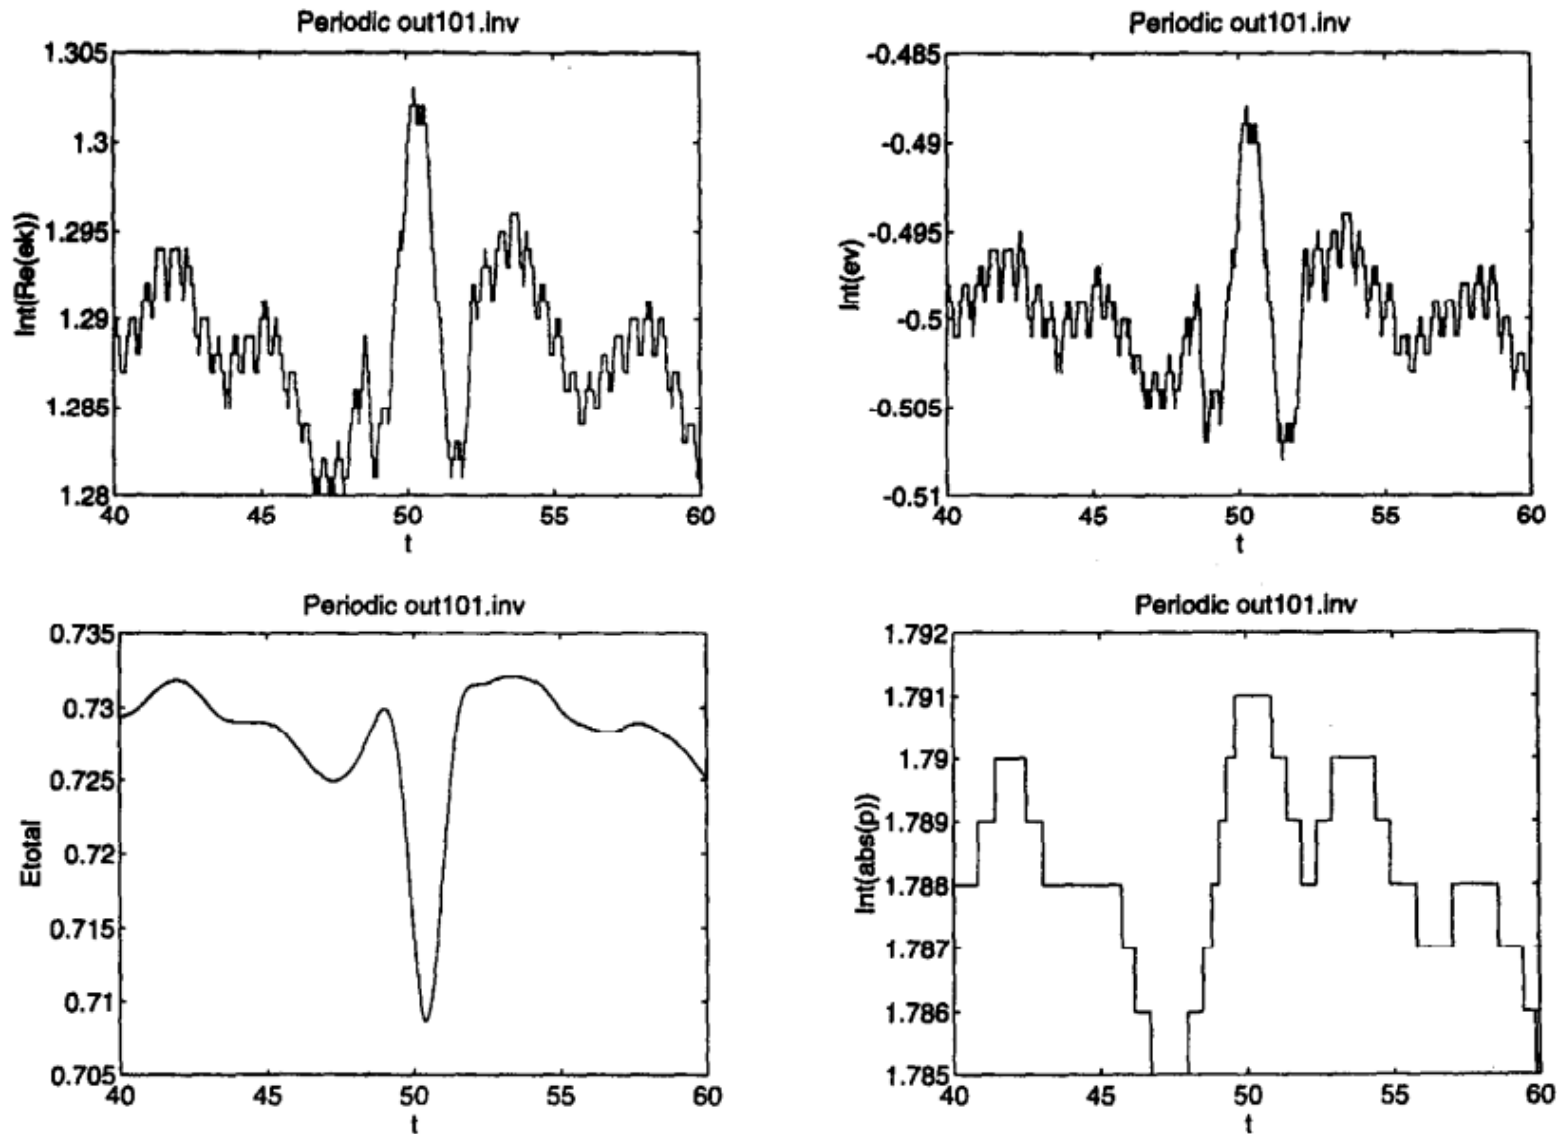 Periodic out101.inv
1.305
1.3
1.295
1.29
1.285
1.28
Int(Re(ek))
40 45 50 55 60
t
Periodic out101.inv
-0.485
-0.49
-0.495
-0.5
-0.505
-0.51
Int(ev)
40 45 50 55 60
t
Periodic out101.inv
0.735
0.73
0.725
0.72
0.715
0.71
0.705
Etotal
40 45 50 55 60
t
Periodic out101.inv
1.792
1.791
1.79
1.789
1.788
1.787
1.786
1.785
Int(abs(p))
40 45 50 55 60
t